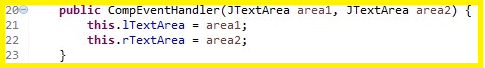 20 public CompEventHandler(JTextArea area1, JTextArea area2) {
21 this.lTextArea = area1;
22 this.rTextArea = area2;
23 }